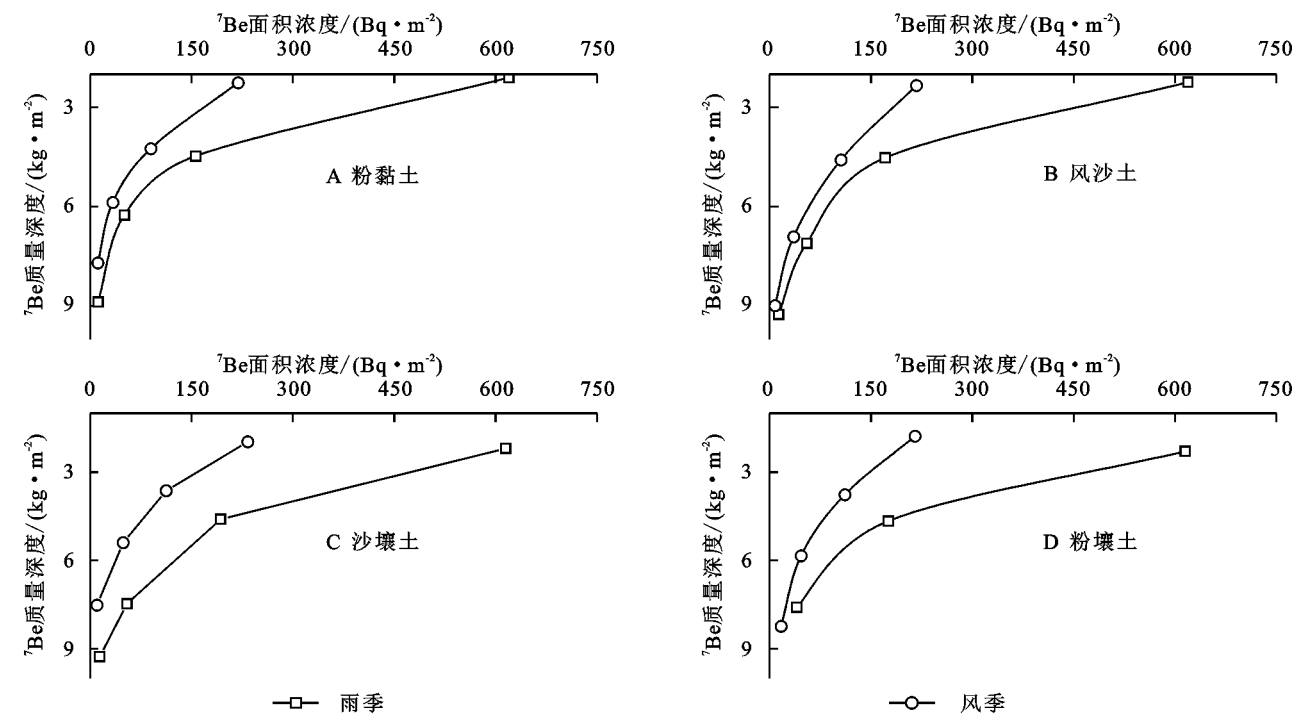 ⁷Be面积浓度/(Bq·m⁻²)
0 150 300 450 600 750
3
6
9
⁷Be质量深度/(kg·m⁻²)
A 粉黏土
⁷Be面积浓度/(Bq·m⁻²)
0 150 300 450 600 750
3
6
9
⁷Be质量深度/(kg·m⁻²)
B 风沙土
⁷Be面积浓度/(Bq·m⁻²)
0 150 300 450 600 750
3
6
9
⁷Be质量深度/(kg·m⁻²)
C 沙壤土
⁷Be面积浓度/(Bq·m⁻²)
0 150 300 450 600 750
3
6
9
⁷Be质量深度/(kg·m⁻²)
D 粉壤土
雨季
风季